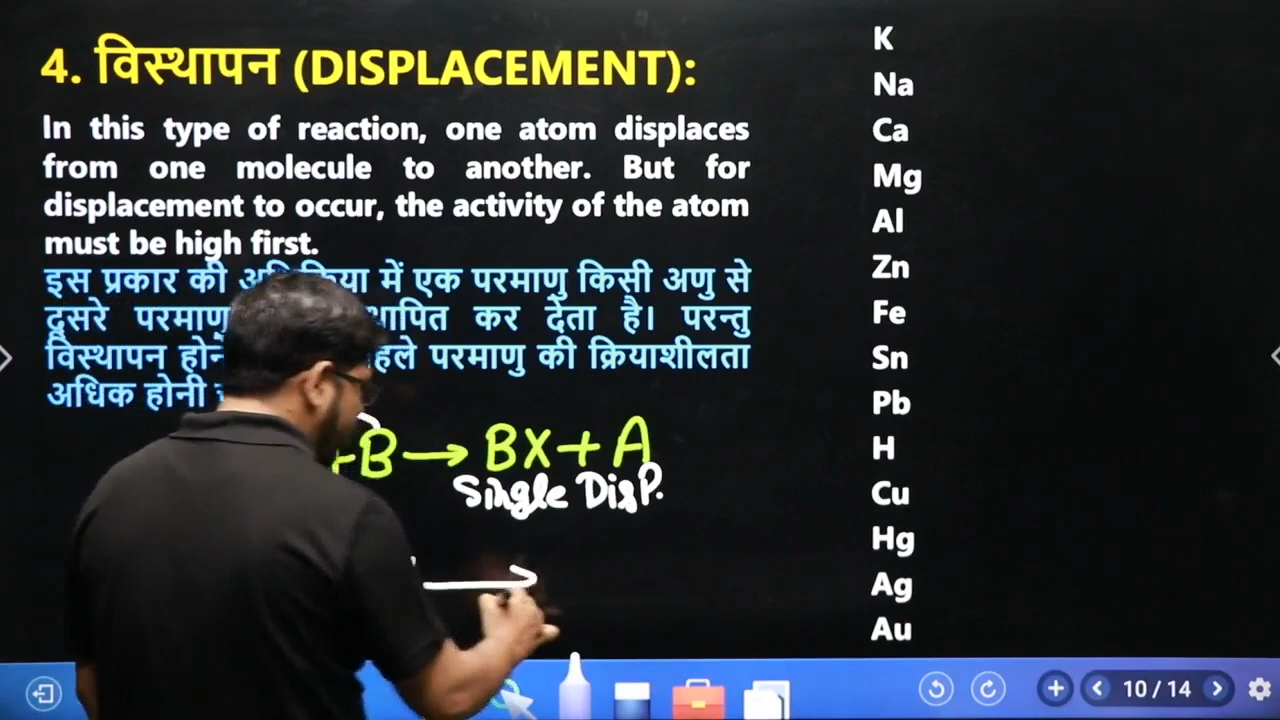 4. विस्थापन (DISPLACEMENT):
In this type of reaction, one atom displaces
from one molecule to another. But for
displacement to occur, the activity of the atom
must be high first.
इस प्रकार की में एक परमाणु किसी अणु से
दूसरे कर देता है। परन्तु
विस्थापन परमाणु की क्रियाशीलता
अधिक होनी
+B → BX + A
Single Disp.
K
Na
Ca
Mg
Al
Zn
Fe
Sn
Pb
H
Cu
Hg
Ag
Au
10 / 14